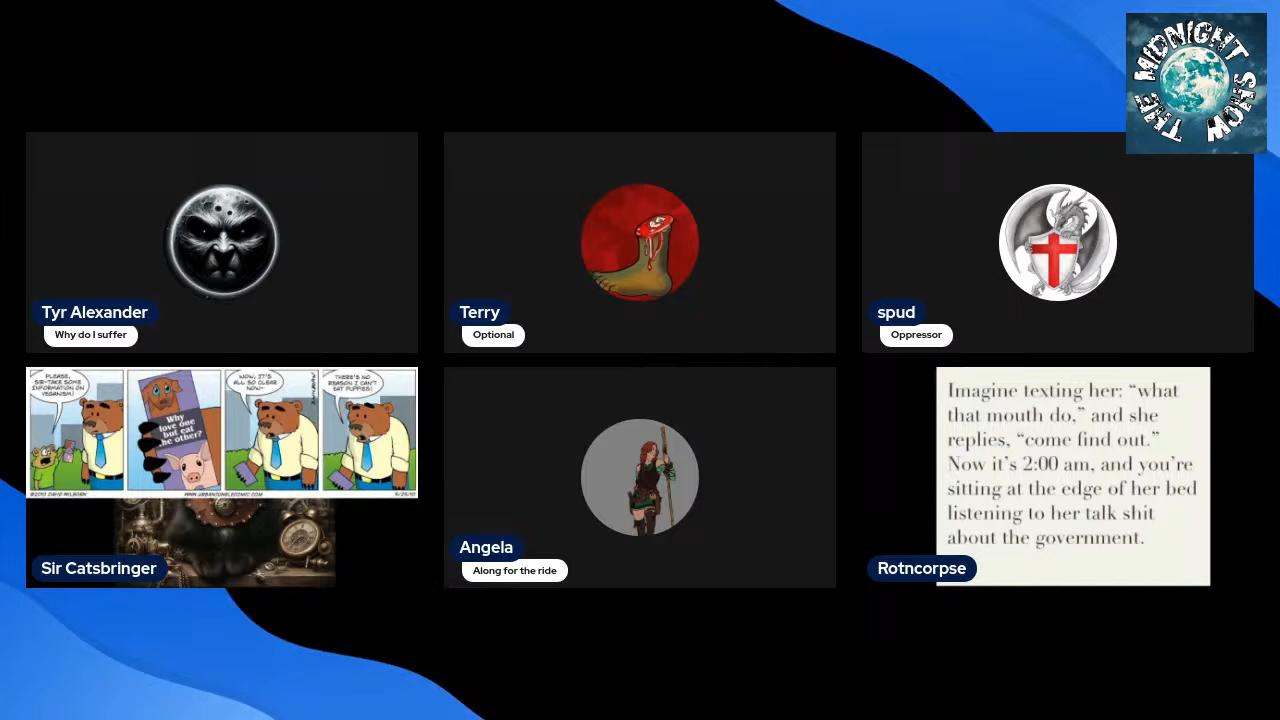 THE MIDNIGHT SHOW
Tyr Alexander
Why do I suffer
Terry
Optional
spud
Oppressor
PLEASE,
SIR-TAKE SOME
INFORMATION ON
VEGANISM!
Why
love one
but eat
the other?
WOW, IT'S
ALL SO CLEAR
NOW-
THERE'S NO
REASON I CAN'T
EAT PUPPIES!
WWW.URBANJUNGLECOMIC.COM
Sir Catsbringer
Angela
Along for the ride
Imagine texting her: “what
that mouth do,” and she
replies, “come find out.”
Now it’s 2:00 am, and you’re
sitting at the edge of her bed
listening to her talk shit
about the government.
Rotncorpse